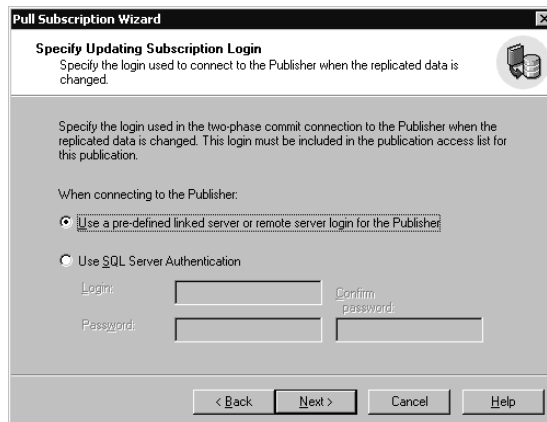 Pull Subscription Wizard
Specify Updating Subscription Login
Specify the login used to connect to the Publisher when the replicated data is
changed.
Specify the login used in the two-phase commit connection to the Publisher when the
replicated data is changed. This login must be included in the publication access list for
this publication.
When connecting to the Publisher:
Use a pre-defined linked server or remote server login for the Publisher
Use SQL Server Authentication
Login:
Confirm
password:
Password:
< Back
Next >
Cancel
Help